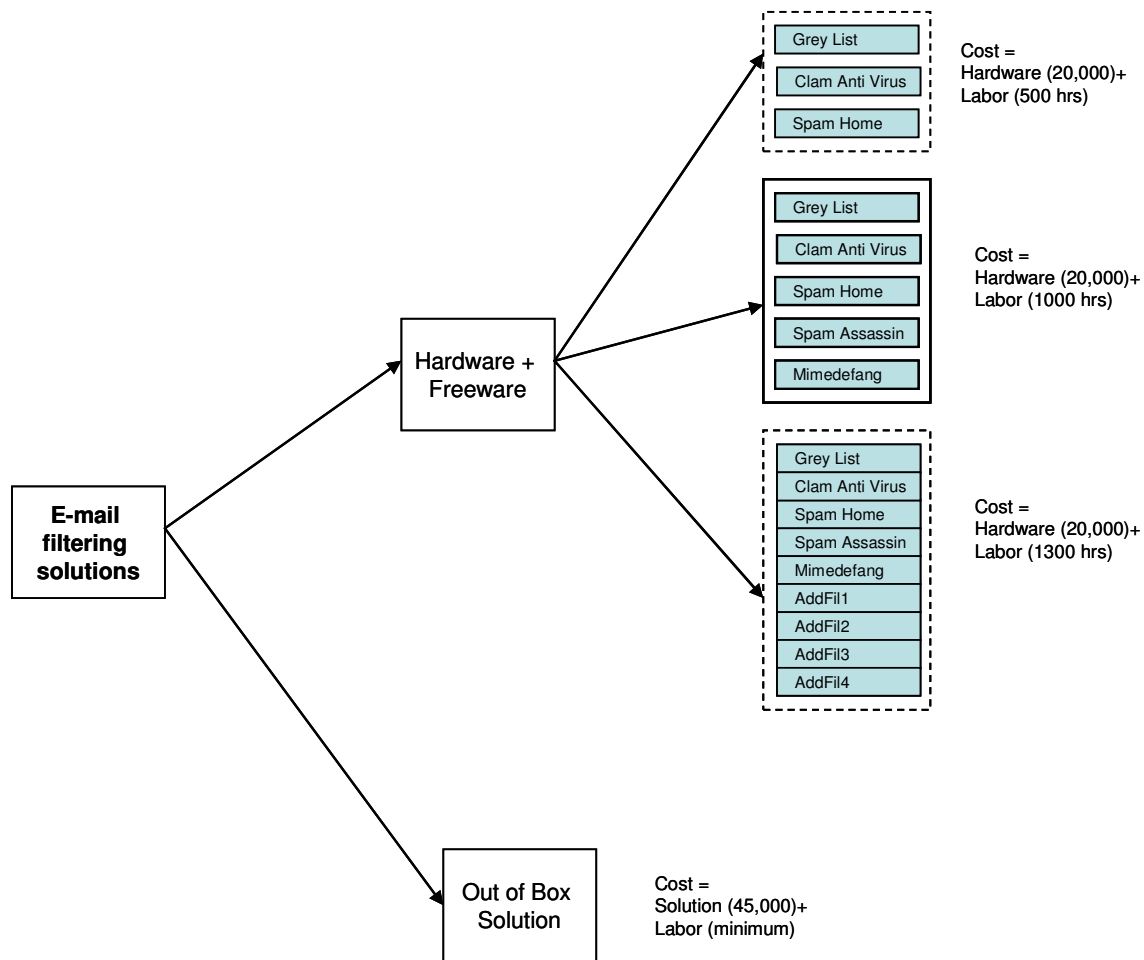 E-mail
filtering
solutions
Hardware +
Freeware
Grey List
Clam Anti Virus
Spam Home
Cost =
Hardware (20,000)+
Labor (500 hrs)
Grey List
Clam Anti Virus
Spam Home
Spam Assassin
Mimedefang
Cost =
Hardware (20,000)+
Labor (1000 hrs)
Grey List
Clam Anti Virus
Spam Home
Spam Assassin
Mimedefang
AddFil1
AddFil2
AddFil3
AddFil4
Cost =
Hardware (20,000)+
Labor (1300 hrs)
Out of Box
Solution
Cost =
Solution (45,000)+
Labor (minimum)